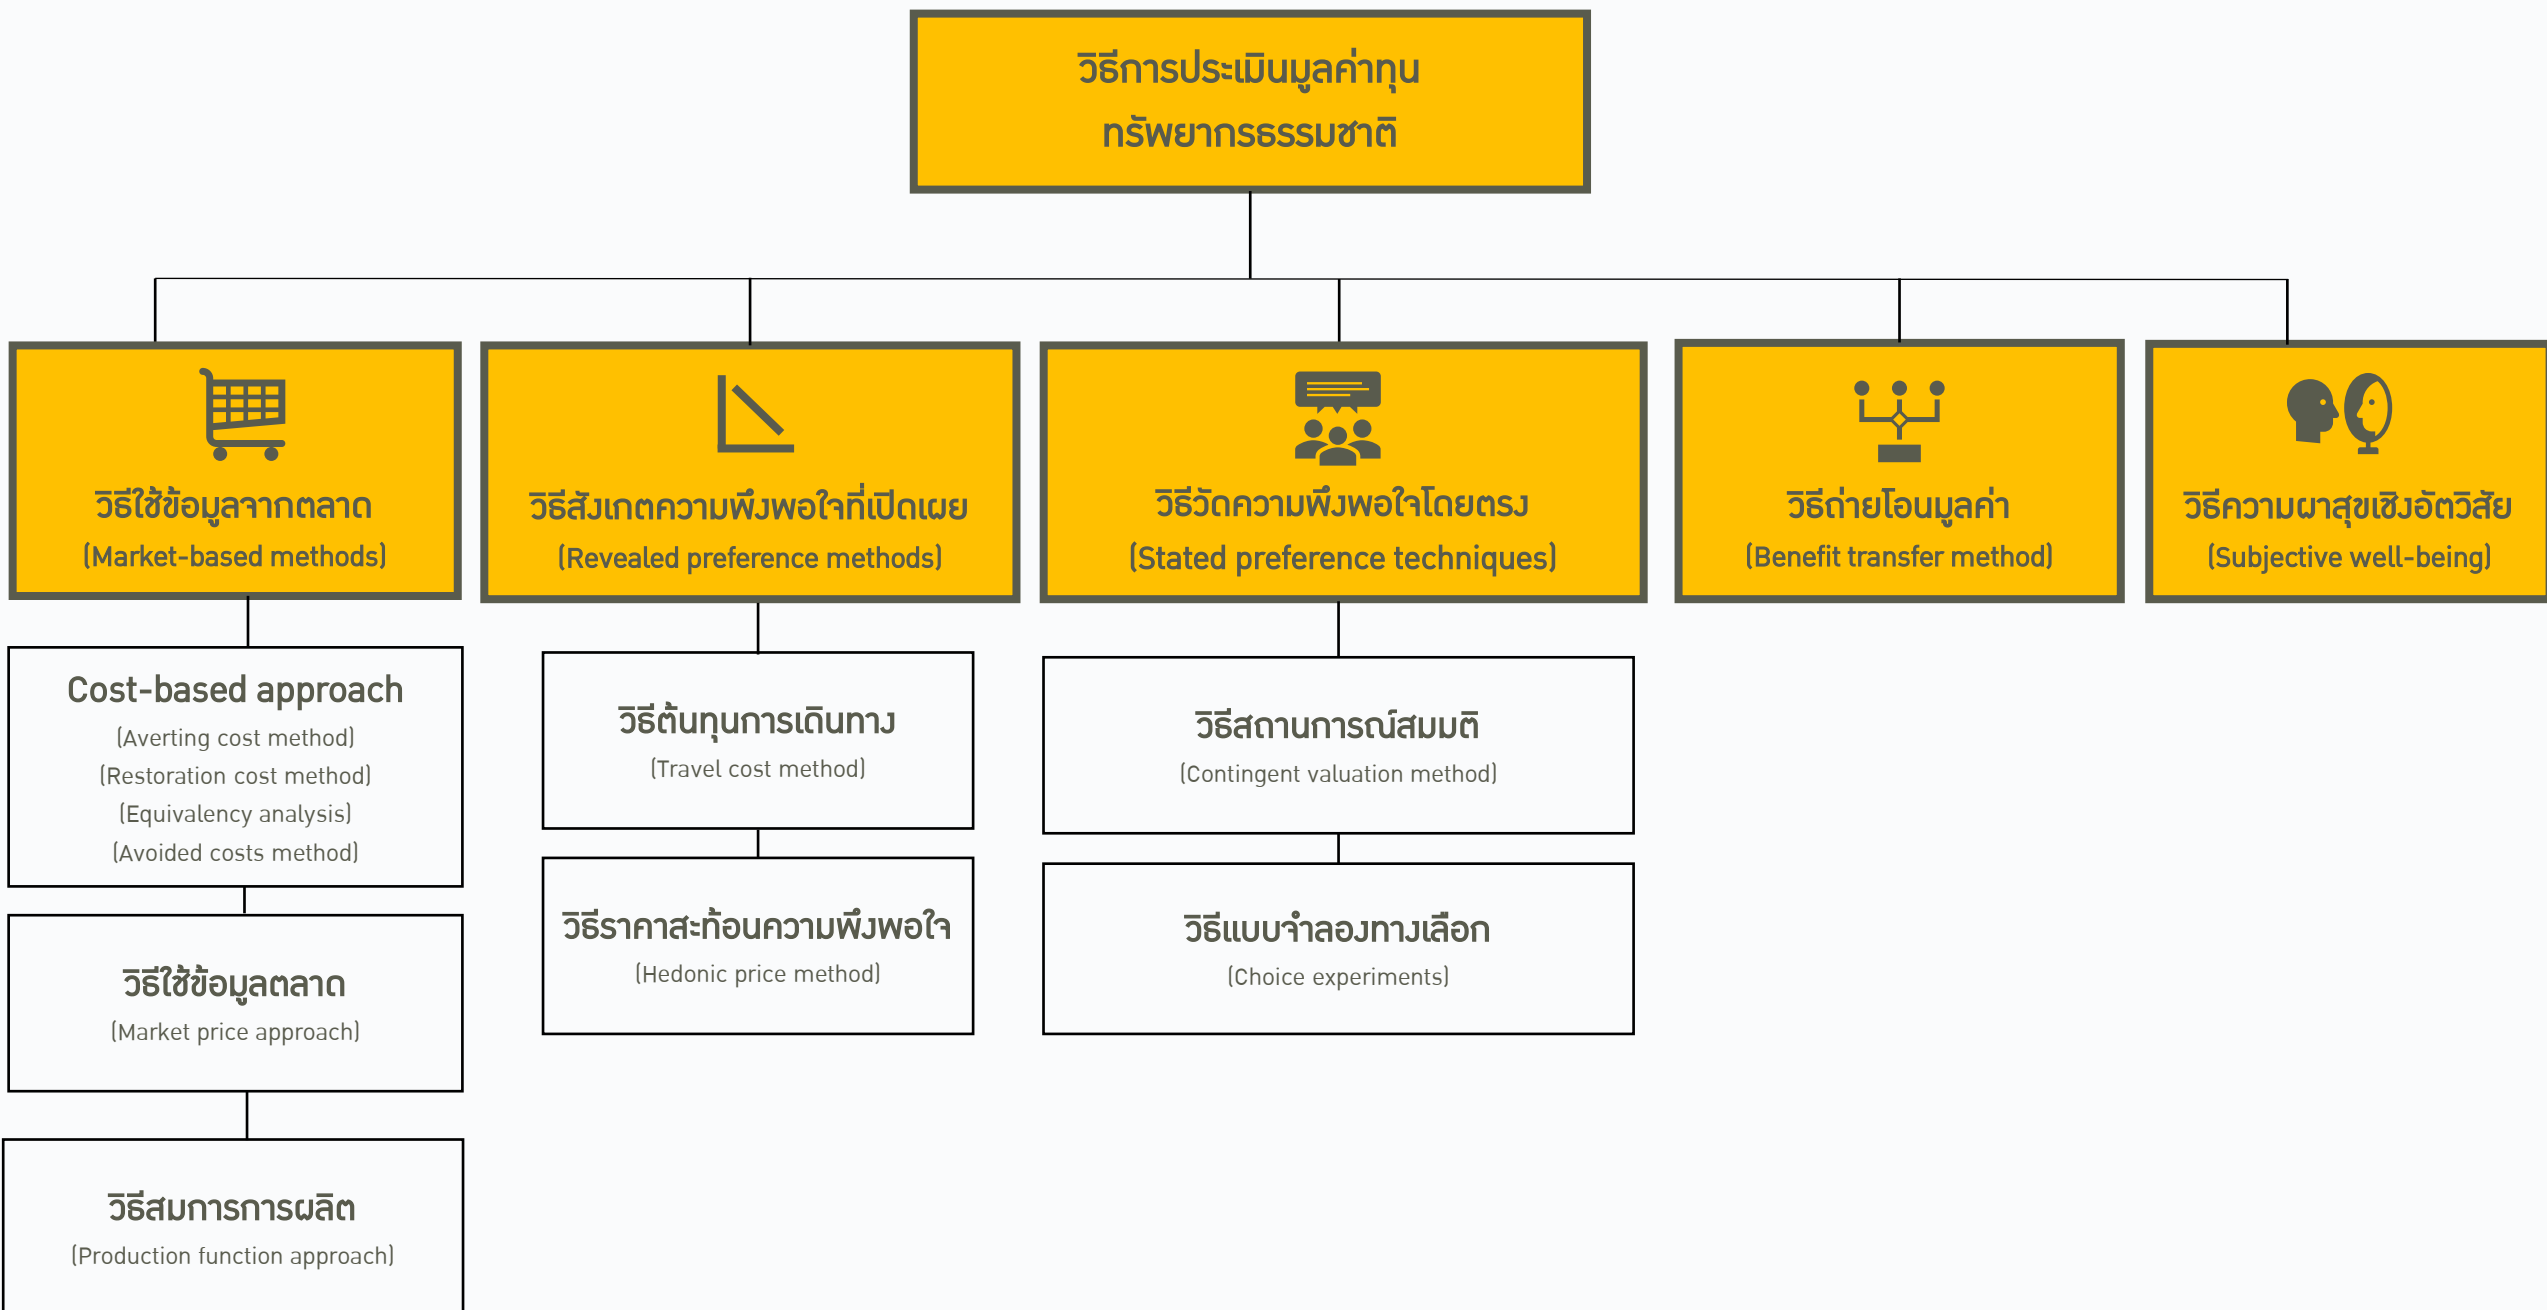 วิธีการประเมินมูลค่าทุน
ทรัพยากรธรรมชาติ
วิธีใช้ข้อมูลจากตลาด
(Market-based methods)
วิธีสังเกตความพึงพอใจที่เปิดเผย
(Revealed preference methods)
วิธีวัดความพึงพอใจโดยตรง
(Stated preference techniques)
วิธีถ่ายโอนมูลค่า
(Benefit transfer method)
วิธีความผาสุขเชิงอัตวิสัย
(Subjective well-being)
Cost-based approach
(Averting cost method)
(Restoration cost method)
(Equivalency analysis)
(Avoided costs method)
วิธีใช้ข้อมูลตลาด
(Market price approach)
วิธีสมการการผลิต
(Production function approach)
วิธีต้นทุนการเดินทาง
(Travel cost method)
วิธีราคาสะท้อนความพึงพอใจ
(Hedonic price method)
วิธีสถานการณ์สมมติ
(Contingent valuation method)
วิธีแบบจำลองทางเลือก
(Choice experiments)